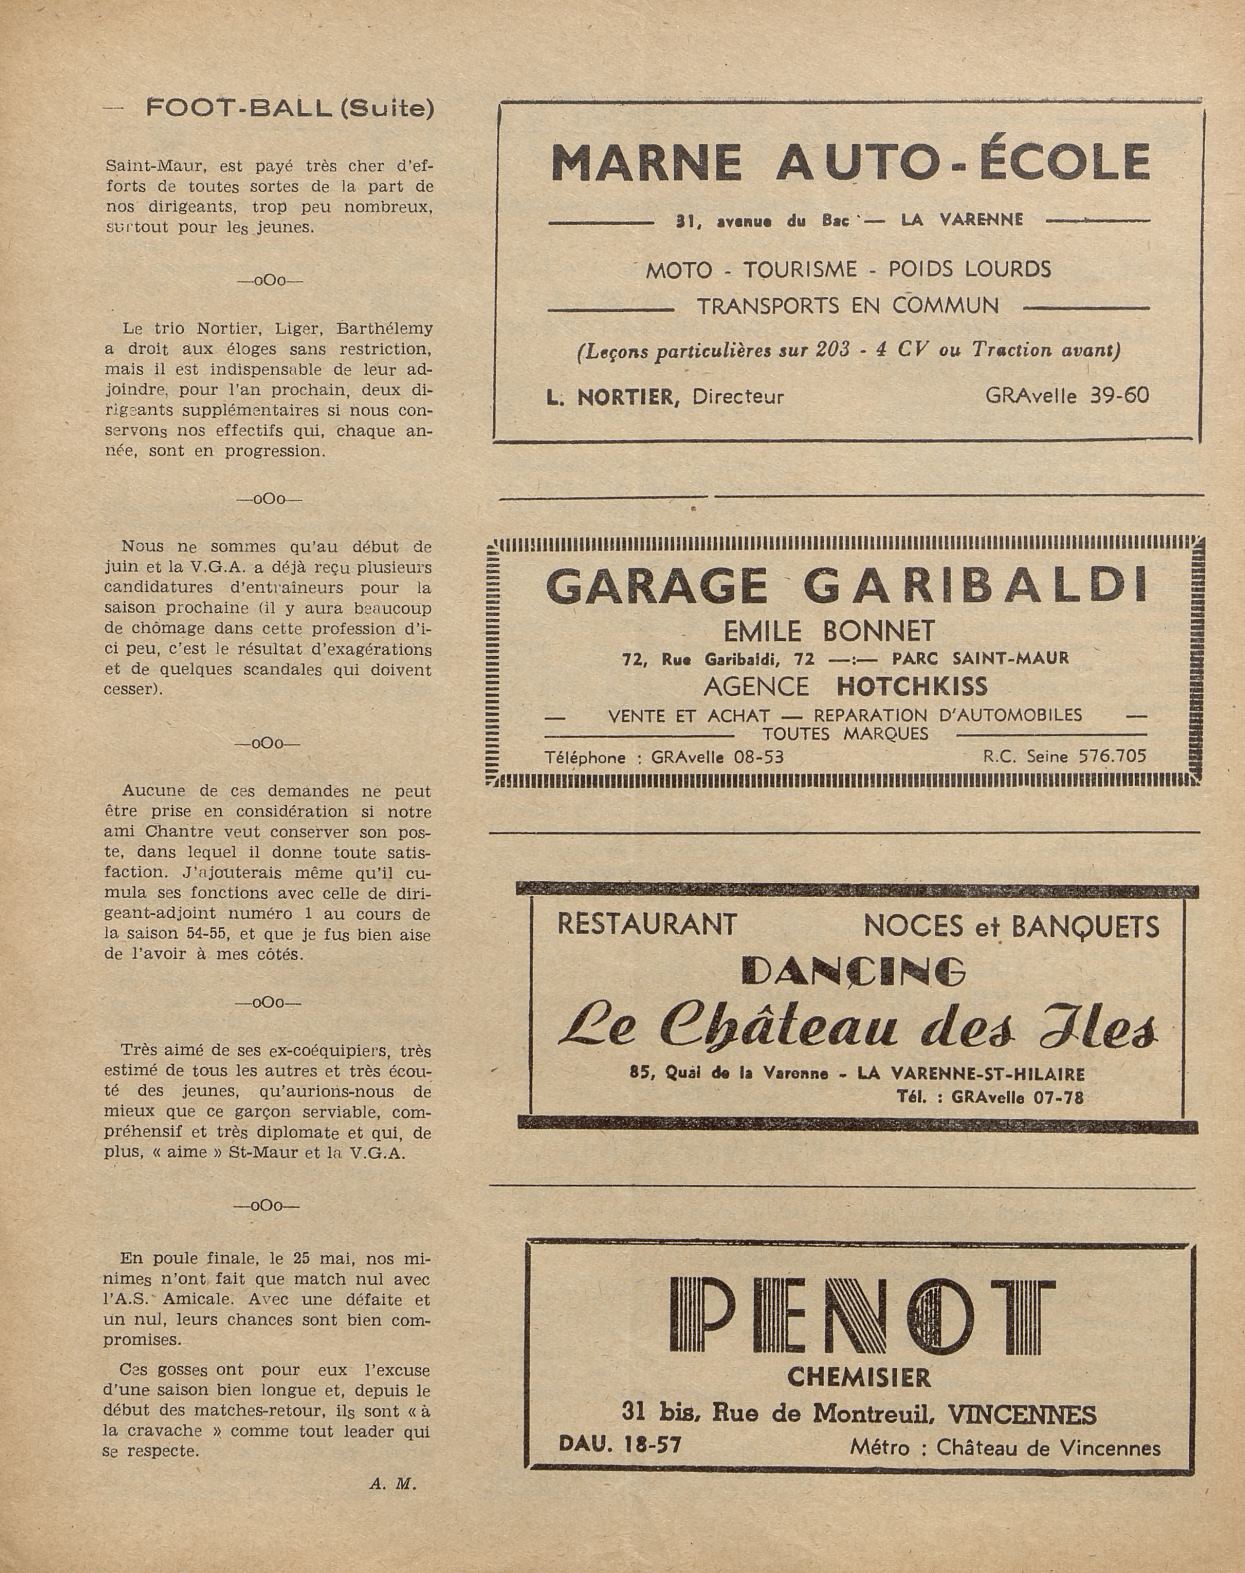 — FOOT-BALL (Suite)
Saint-Maur, est payé très cher d'ef-
forts de toutes sortes de la part de
nos dirigeants, trop peu nombreux,
surtout pour les jeunes.
—oOo—
Le trio Nortier, Liger, Barthélemy
a droit aux éloges sans restriction,
mais il est indispensable de leur ad-
joindre, pour l'an prochain, deux di-
rigeants supplémentaires si nous con-
servons nos effectifs qui, chaque an-
née, sont en progression.
—oOo—
Nous ne sommes qu'au début de
juin et la V.G.A. a déjà reçu plusieurs
candidatures d'entraîneurs pour la
saison prochaine (il y aura beaucoup
de chômage dans cette profession d'i-
ci peu, c'est le résultat d'exagérations
et de quelques scandales qui doivent
cesser).
—oOo—
Aucune de ces demandes ne peut
être prise en considération si notre
ami Chantre veut conserver son pos-
te, dans lequel il donne toute satis-
faction. J'ajouterais même qu'il cu-
mula ses fonctions avec celle de diri-
geant-adjoint numéro 1 au cours de
la saison 54-55, et que je fus bien aise
de l'avoir à mes côtés.
—oOo—
Très aimé de ses ex-coéquipiers, très
estimé de tous les autres et très écou-
té des jeunes, qu'aurions-nous de
mieux que ce garçon serviable, com-
préhensif et très diplomate et qui, de
plus, « aime » St-Maur et la V.G.A.
—oOo—
En poule finale, le 25 mai, nos mi-
nimes n'ont fait que match nul avec
l'A.S. Amicale. Avec une défaite et
un nul, leurs chances sont bien com-
promises.
Ces gosses ont pour eux l'excuse
d'une saison bien longue et, depuis le
début des matches-retour, ils sont « à
la cravache » comme tout leader qui
se respecte.
A. M.
MARNE AUTO-ÉCOLE
31, avenue du Bac — LA VARENNE
MOTO - TOURISME - POIDS LOURDS
TRANSPORTS EN COMMUN
(Leçons particulières sur 203 - 4 CV ou Traction avant)
L. NORTIER, Directeur GRAvelle 39-60
GARAGE GARIBALDI
EMILE BONNET
72, Rue Garibaldi, 72 —:— PARC SAINT-MAUR
AGENCE HOTCHKISS
— VENTE ET ACHAT — REPARATION D'AUTOMOBILES —
TOUTES MARQUES
Téléphone : GRAvelle 08-53 R.C. Seine 576.705
RESTAURANT NOCES et BANQUETS
DANCING
Le Château des Iles
85, Quai de la Varenne - LA VARENNE-ST-HILAIRE
Tél. : GRAvelle 07-78
PENOT
CHEMISIER
31 bis, Rue de Montreuil, VINCENNES
DAU. 18-57 Métro : Château de Vincennes